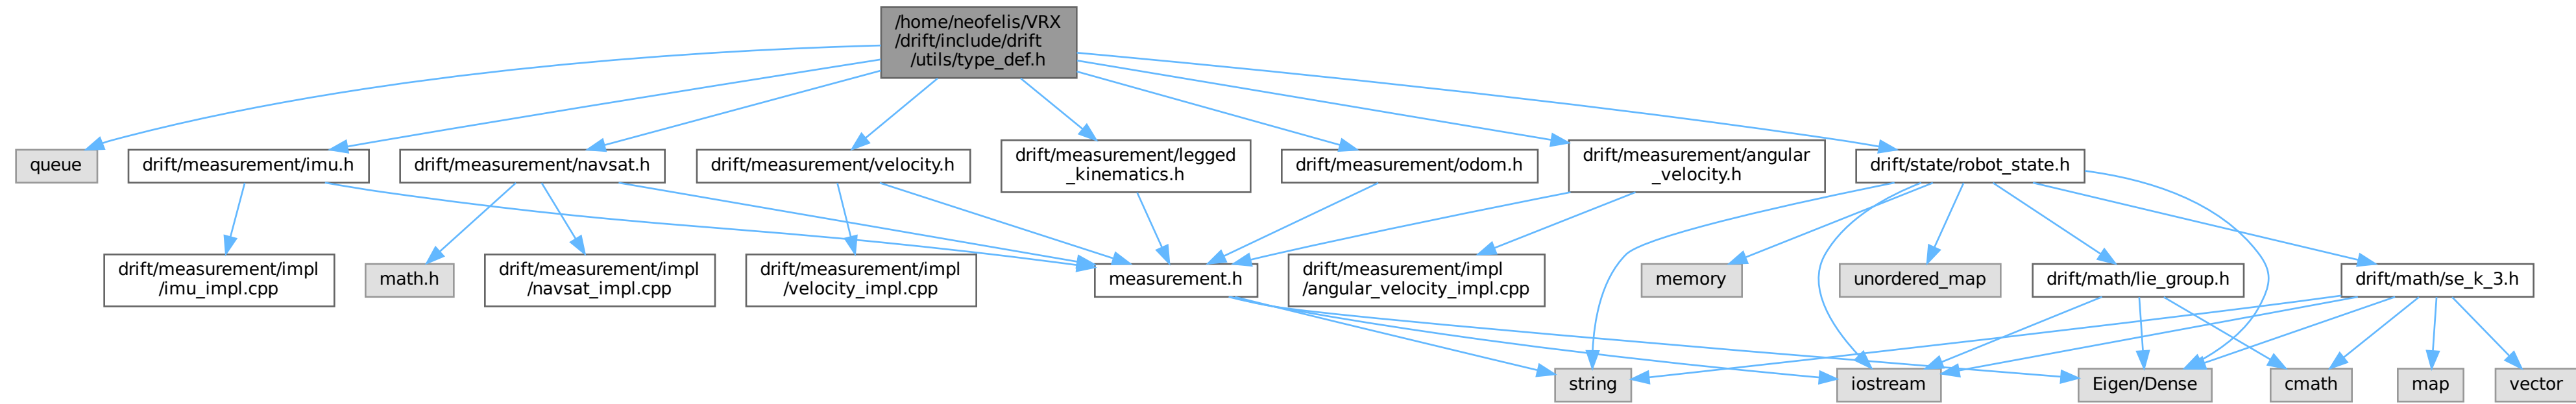 /home/neofelis/VRX
/drift/include/drift
/utils/type_def.h
queue
drift/measurement/imu.h
drift/measurement/navsat.h
drift/measurement/velocity.h
drift/measurement/legged
_kinematics.h
drift/measurement/odom.h
drift/measurement/angular
_velocity.h
drift/state/robot_state.h
drift/measurement/impl
/imu_impl.cpp
math.h
drift/measurement/impl
/navsat_impl.cpp
drift/measurement/impl
/velocity_impl.cpp
measurement.h
drift/measurement/impl
/angular_velocity_impl.cpp
memory
unordered_map
drift/math/lie_group.h
drift/math/se_k_3.h
string
iostream
Eigen/Dense
cmath
map
vector